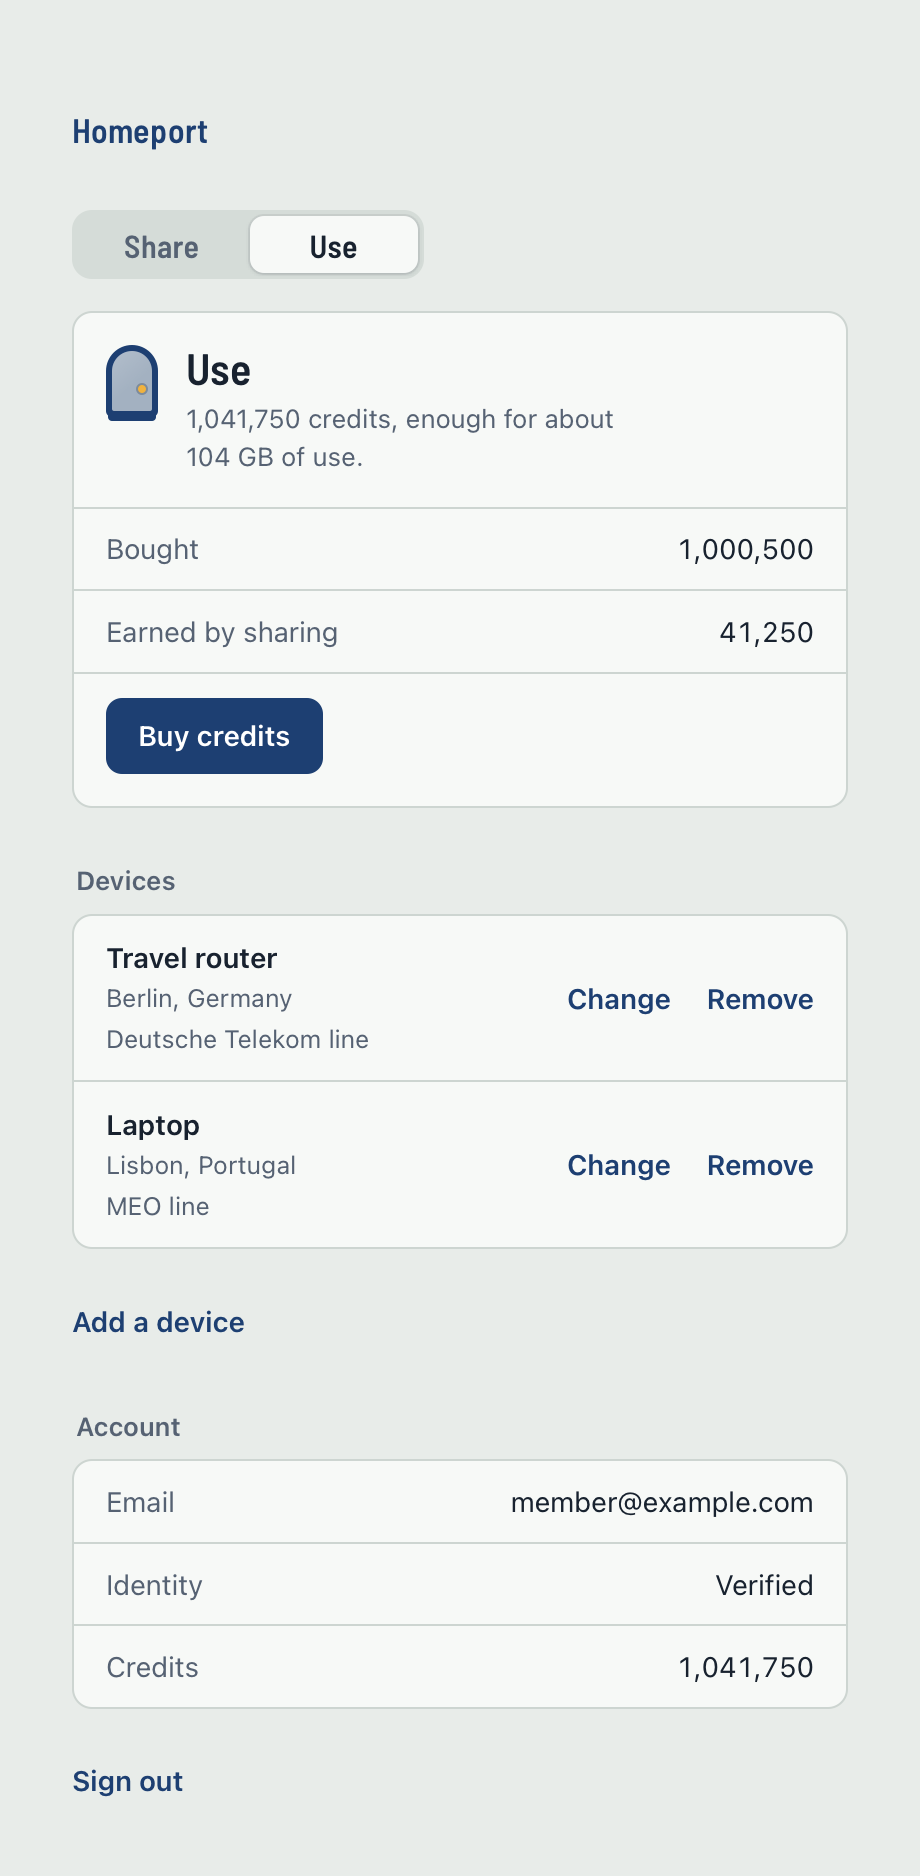 Homeport
Share
Use
Use
1,041,750 credits, enough for about
104 GB of use.
Bought
1,000,500
Earned by sharing
41,250
Buy credits
Devices
Travel router
Berlin, Germany
Deutsche Telekom line
Change
Remove
Laptop
Lisbon, Portugal
MEO line
Change
Remove
Add a device
Account
Email
member@example.com
Identity
Verified
Credits
1,041,750
Sign out